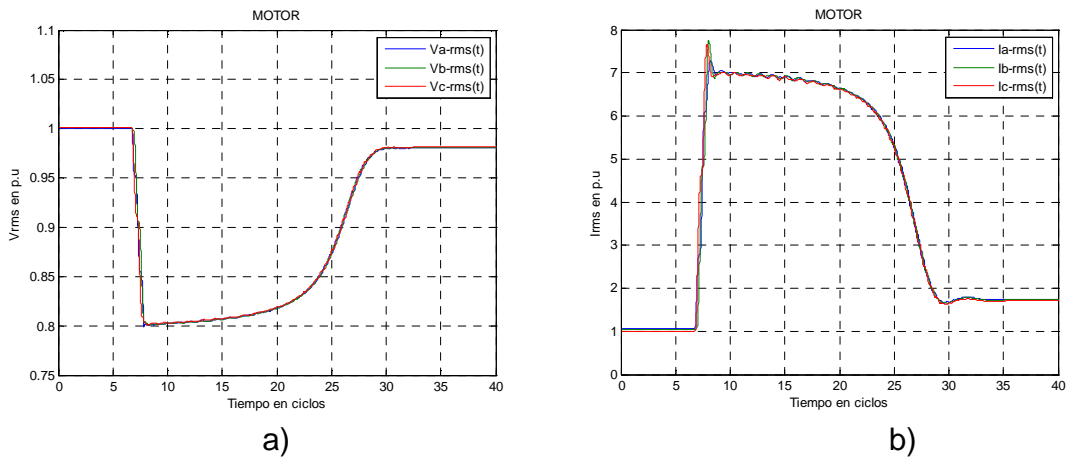 MOTOR
1.1
1.05
1
0.95
0.9
0.85
0.8
0.75
Vrms en p.u
Va-rms(t)
Vb-rms(t)
Vc-rms(t)
0 5 10 15 20 25 30 35 40
Tiempo en ciclos
a)
MOTOR
8
7
6
5
4
3
2
1
0
Irms en p.u
Ia-rms(t)
Ib-rms(t)
Ic-rms(t)
0 5 10 15 20 25 30 35 40
Tiempo en ciclos
b)